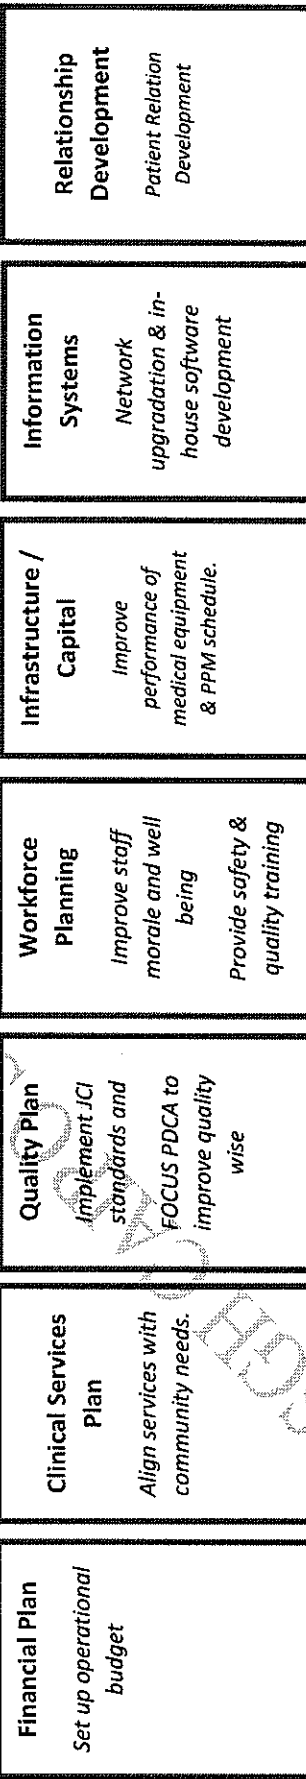 Financial Plan
Set up operational
budget
Clinical Services
Plan
Align services with
community needs.
Quality Plan
Implement JCI
standards and
FOCUS PDCA to
improve quality
wise
Workforce
Planning
Improve staff
morale and well
being
Provide safety &
quality training
Infrastructure /
Capital
Improve
performance of
medical equipment
& PPM schedule.
Information
Systems
Network
upgradation & in-
house software
development
Relationship
Development
Patient Relation
Development